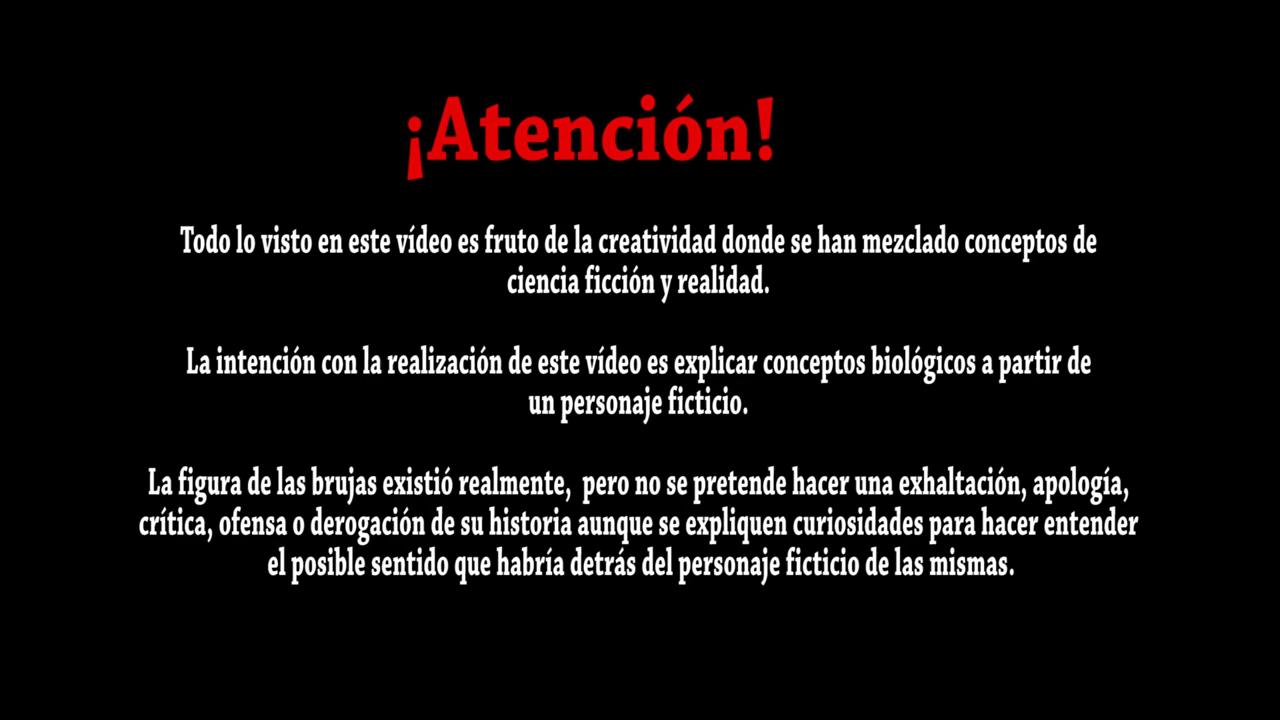 ¡Atención!
Todo lo visto en este vídeo es fruto de la creatividad donde se han mezclado conceptos de
ciencia ficción y realidad.
La intención con la realización de este vídeo es explicar conceptos biológicos a partir de
un personaje ficticio.
La figura de las brujas existió realmente, pero no se pretende hacer una exhaltación, apología,
crítica, ofensa o derogación de su historia aunque se expliquen curiosidades para hacer entender
el posible sentido que habría detrás del personaje ficticio de las mismas.